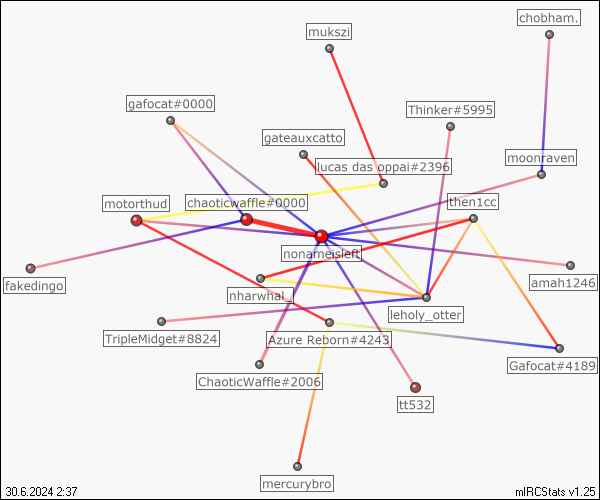 chobham.
mukszi
gafocat#0000
Thinker#5995
gateauxcatto
moonraven
lucas das oppai#2396
motorthud
chaoticwaffle#0000
then1cc
nonameisleft
fakedingo
amah1246
nharwhal_
leholy_otter
TripleMidget#8824
Azure Reborn#4243
Gafocat#4189
ChaoticWaffle#2006
tt532
mercurybro
30.6.2024 2:37
mIRCStats v1.25